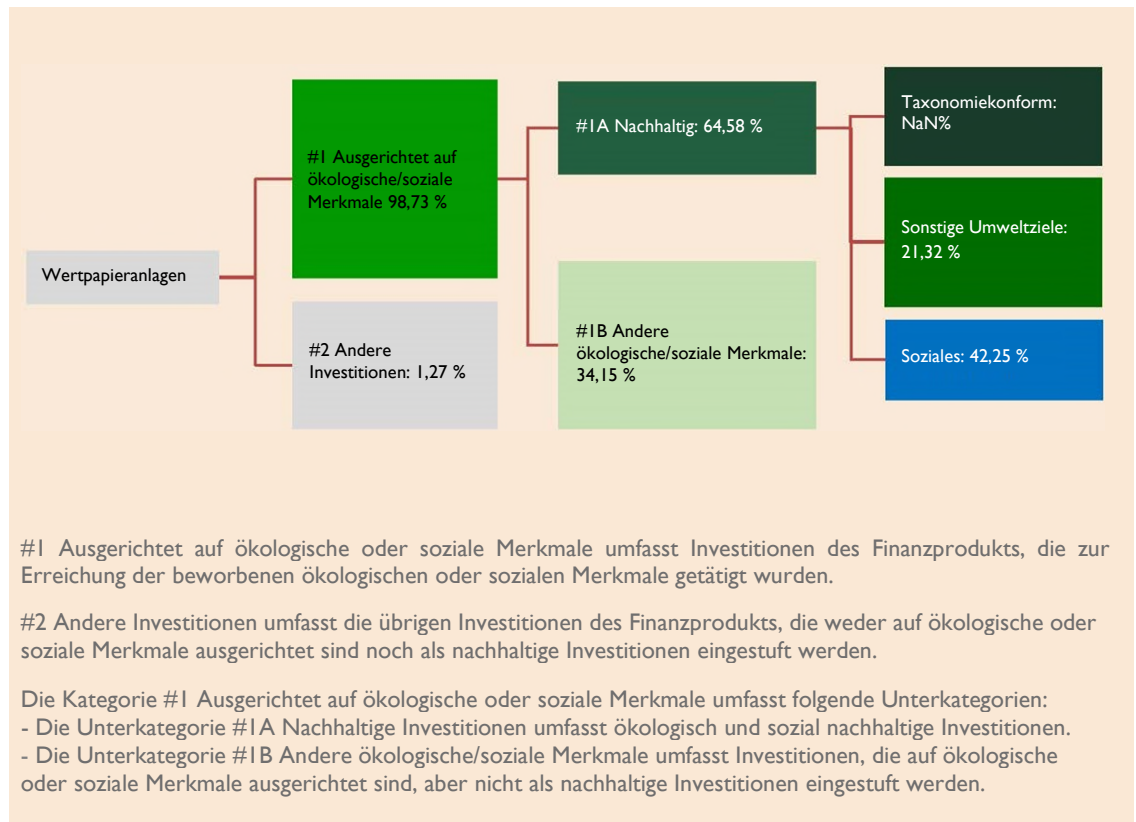 Wertpapieranlagen
#1 Ausgerichtet auf
ökologische/soziale
Merkmale 98,73 %
#2 Andere
Investitionen: 1,27 %
#1A Nachhaltig: 64,58 %
#1B Andere
ökologische/soziale Merkmale:
34,15 %
Taxonomiekonform:
NaN%
Sonstige Umweltziele:
21,32 %
Soziales: 42,25 %
#1 Ausgerichtet auf ökologische oder soziale Merkmale umfasst Investitionen des Finanzprodukts, die zur
Erreichung der beworbenen ökologischen oder sozialen Merkmale getätigt wurden.
#2 Andere Investitionen umfasst die übrigen Investitionen des Finanzprodukts, die weder auf ökologische oder
soziale Merkmale ausgerichtet sind noch als nachhaltige Investitionen eingestuft werden.
Die Kategorie #1 Ausgerichtet auf ökologische oder soziale Merkmale umfasst folgende Unterkategorien:
- Die Unterkategorie #1A Nachhaltige Investitionen umfasst ökologisch und sozial nachhaltige Investitionen.
- Die Unterkategorie #1B Andere ökologische/soziale Merkmale umfasst Investitionen, die auf ökologische
oder soziale Merkmale ausgerichtet sind, aber nicht als nachhaltige Investitionen eingestuft werden.